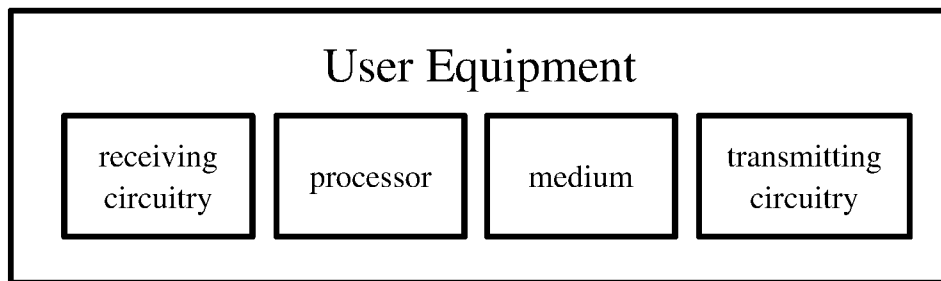 User Equipment
receiving
circuitry
processor
medium
transmitting
circuitry